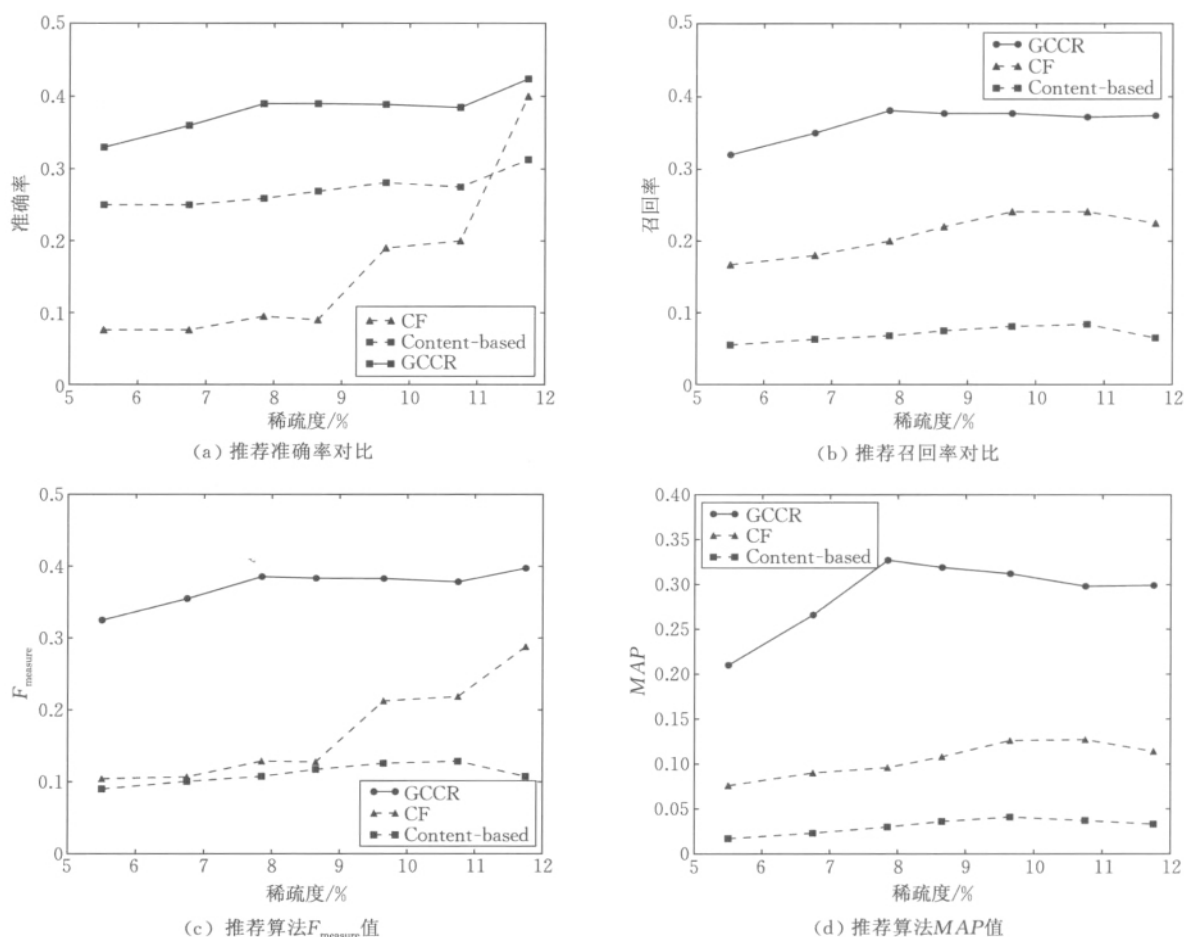 0.5
0.4
0.3
0.2
0.1
0
准确率
CF
Content-based
GCCR
5 6 7 8 9 10 11 12
稀疏度/%
(a) 推荐准确率对比
0.5
0.4
0.3
0.2
0.1
0
召回率
GCCR
CF
Content-based
5 6 7 8 9 10 11 12
稀疏度/%
(b) 推荐召回率对比
0.5
0.4
0.3
0.2
0.1
0
F_measure
GCCR
CF
Content-based
5 6 7 8 9 10 11 12
稀疏度/%
(c) 推荐算法F_measure值
0.40
0.35
0.30
0.25
0.20
0.15
0.10
0.05
0
MAP
GCCR
CF
Content-based
5 6 7 8 9 10 11 12
稀疏度/%
(d) 推荐算法MAP值